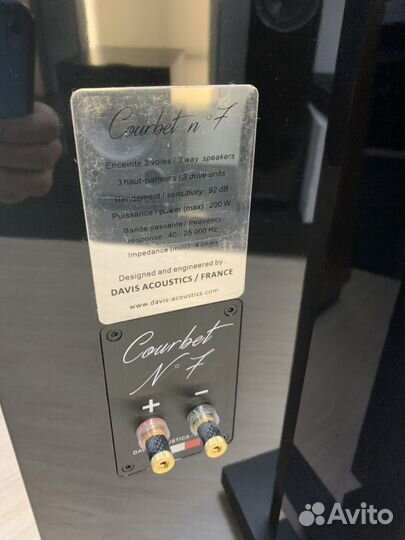 Courbet n°7
Enceinte 3 voies / 3 way speakers
3 haut-parleurs / 3 drive units
Rendement / sensitivity: 92 dB
Puissance / power (max) : 200 W
Bande passante / frequency
response : 40 - 25 000 Hz
Impedance (mini) : 4 ohms
Designed and engineered by :
DAVIS ACOUSTICS / FRANCE
www.davis-acoustics.com
Courbet
N°7
+ −
Avito